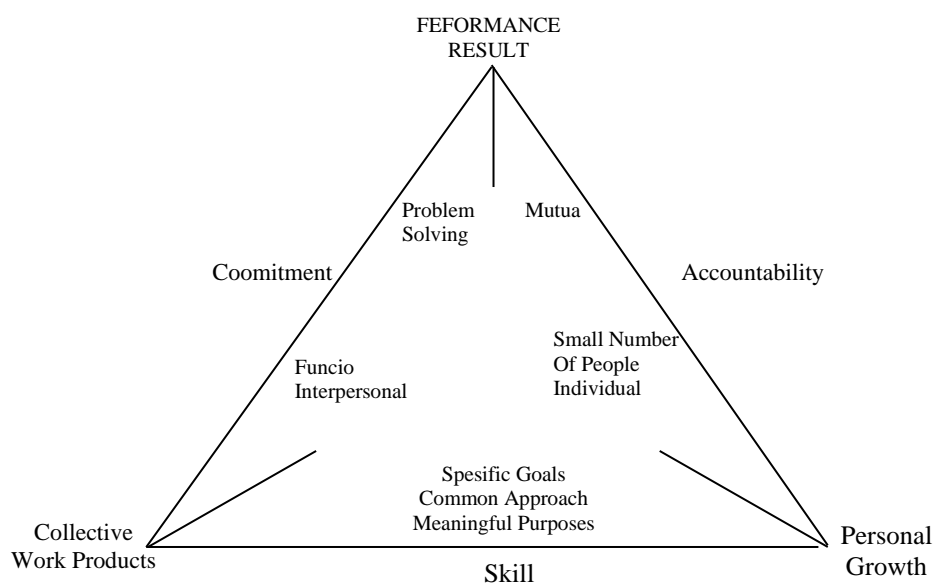 FEFORMANCE
RESULT
Problem
Solving
Mutua
Coomitment
Accountability
Small Number
Of People
Individual
Funcio
Interpersonal
Spesific Goals
Common Approach
Meaningful Purposes
Collective
Work Products
Personal
Growth
Skill